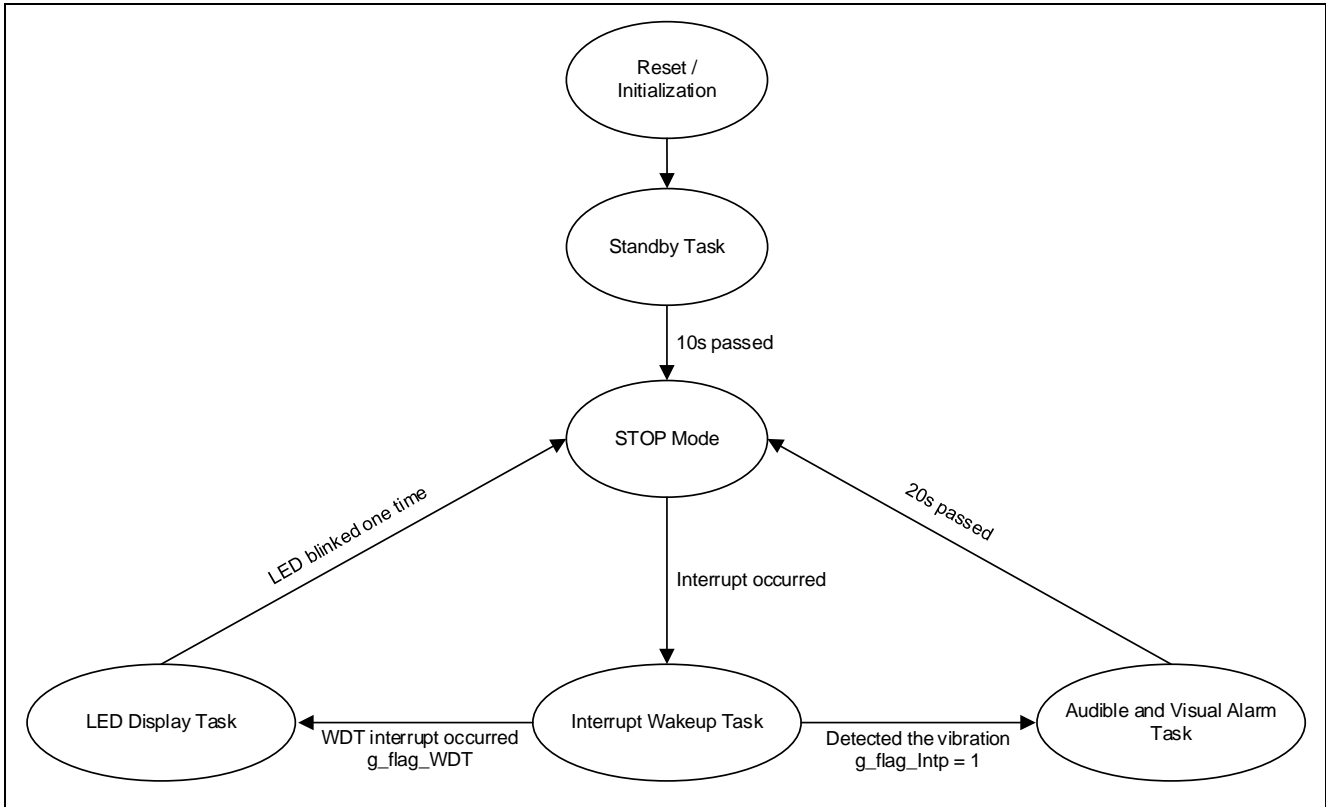 Reset /
Initialization
Standby Task
10s passed
STOP Mode
LED blinked one time
20s passed
Interrupt occurred
LED Display Task
WDT interrupt occurred
g_flag_WDT
Interrupt Wakeup Task
Detected the vibration
g_flag_Intp = 1
Audible and Visual Alarm
Task